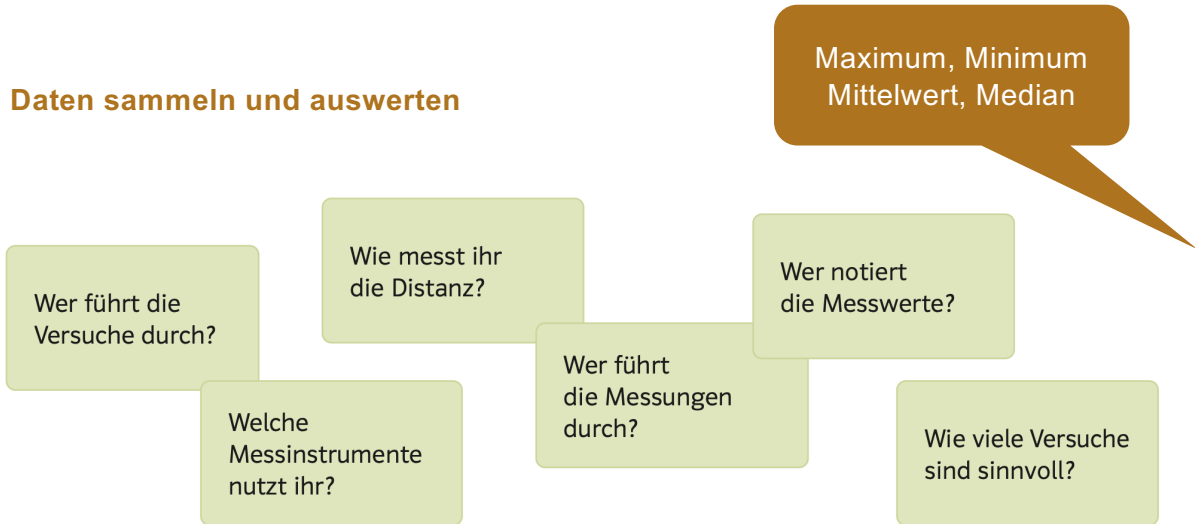 Maximum, Minimum
Mittelwert, Median
Daten sammeln und auswerten
Wer führt die
Versuche durch?
Wie messt ihr
die Distanz?
Wer notiert
die Messwerte?
Welche
Messinstrumente
nutzt ihr?
Wer führt
die Messungen
durch?
Wie viele Versuche
sind sinnvoll?